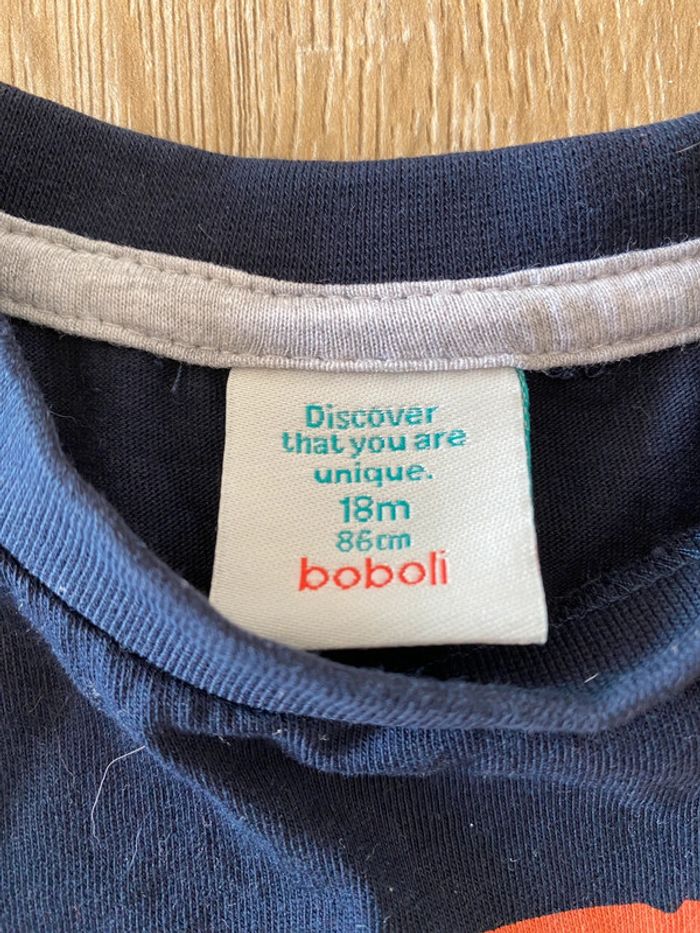 Discover
that you are
unique.
18m
86cm
boboli